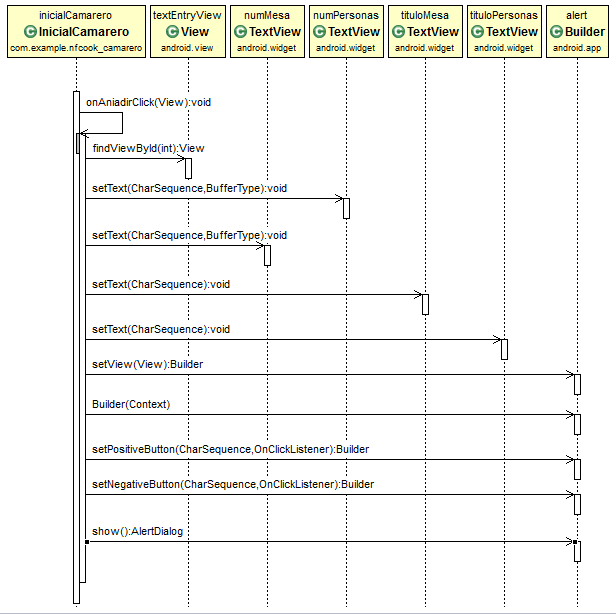 inicialCamarero
C InicialCamarero
com.example.nfcook_camarero
textEntryView
C View
android.view
numMesa
C TextView
android.widget
numPersonas
C TextView
android.widget
tituloMesa
C TextView
android.widget
tituloPersonas
C TextView
android.widget
alert
C Builder
android.app
onAniadirClick(View):void
findViewById(int):View
setText(CharSequence,BufferType):void
setText(CharSequence,BufferType):void
setText(CharSequence):void
setText(CharSequence):void
setView(View):Builder
Builder(Context)
setPositiveButton(CharSequence,OnClickListener):Builder
setNegativeButton(CharSequence,OnClickListener):Builder
show():AlertDialog